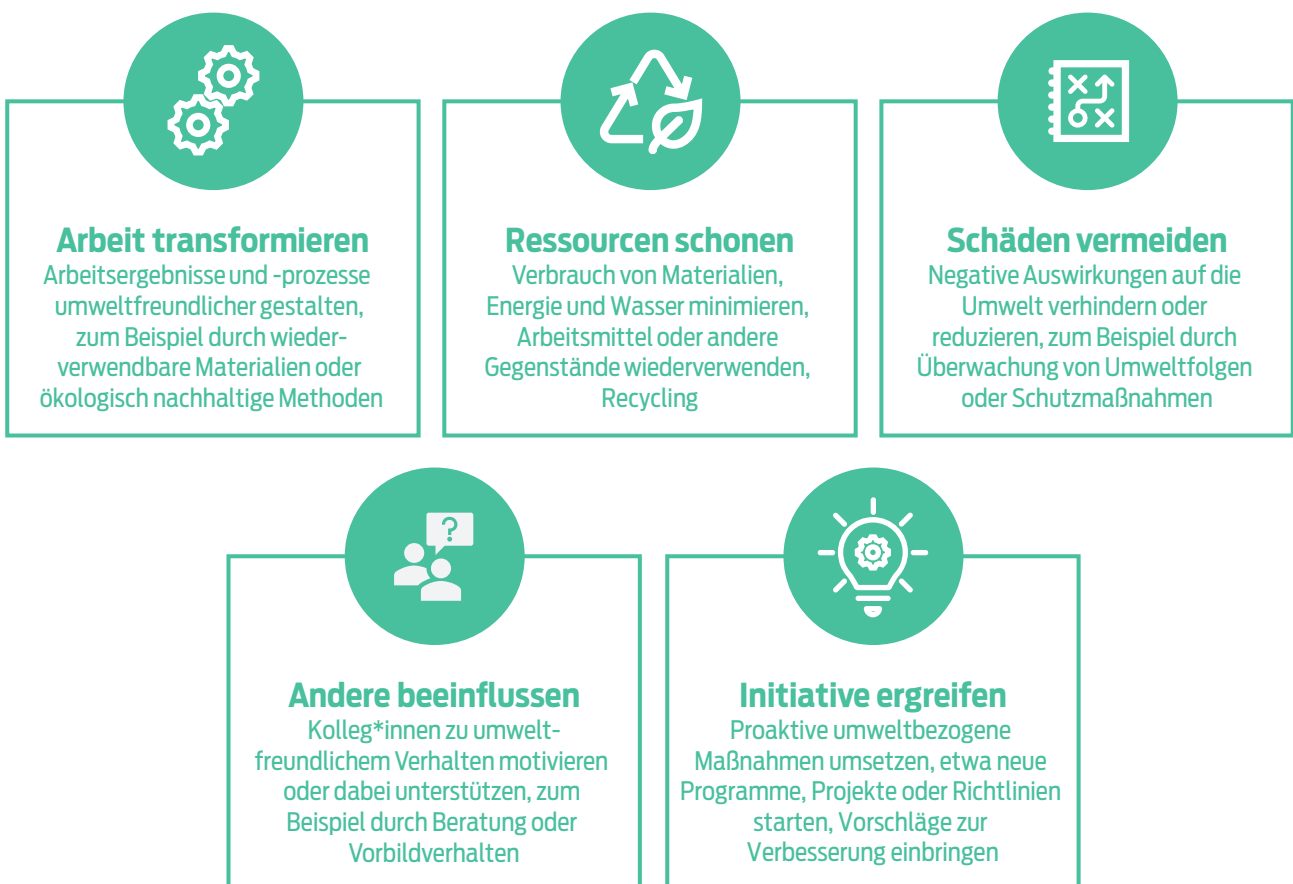 Arbeit transformieren
Arbeitsergebnisse und -prozesse
umweltfreundlicher gestalten,
zum Beispiel durch wieder-
verwendbare Materialien oder
ökologisch nachhaltige Methoden
Ressourcen schonen
Verbrauch von Materialien,
Energie und Wasser minimieren,
Arbeitsmittel oder andere
Gegenstände wiederverwenden,
Recycling
Schäden vermeiden
Negative Auswirkungen auf die
Umwelt verhindern oder
reduzieren, zum Beispiel durch
Überwachung von Umweltfolgen
oder Schutzmaßnahmen
?
Andere beeinflussen
Kolleg*innen zu umwelt-
freundlichem Verhalten motivieren
oder dabei unterstützen, zum
Beispiel durch Beratung oder
Vorbildverhalten
Initiative ergreifen
Proaktive umweltbezogene
Maßnahmen umsetzen, etwa neue
Programme, Projekte oder Richtlinien
starten, Vorschläge zur
Verbesserung einbringen